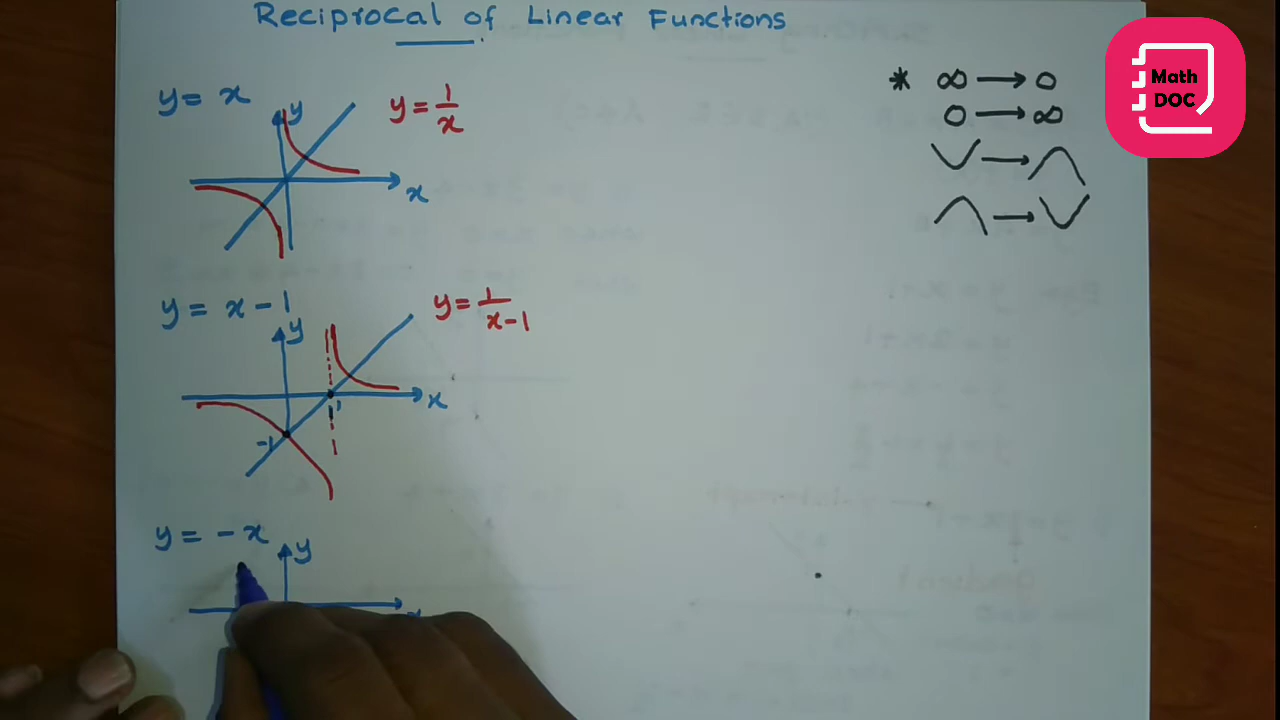 Reciprocal of Linear Functions
y = x
y
x
y = 1/x
y = x - 1
y
x
1
-1
y = 1/(x-1)
y = - x
y
x
* ∞ → 0
0 → ∞
∨ → ∧
∧ → ∨
Math
DOC